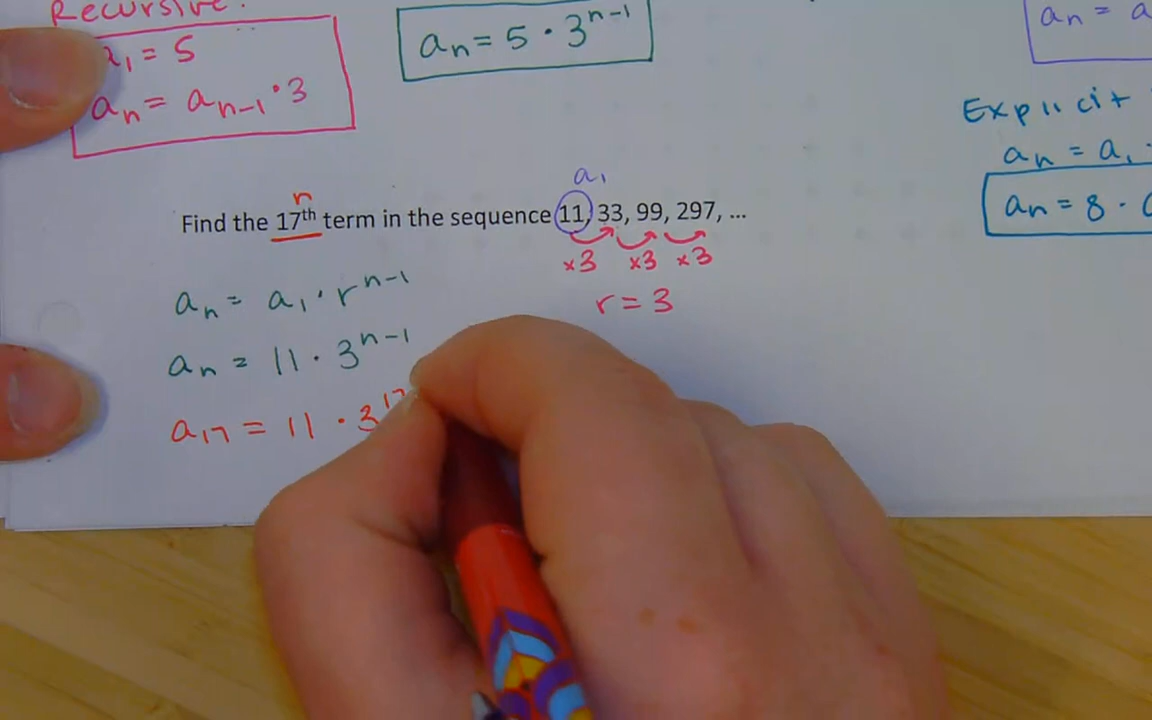 Recursive:
a₁ = 5
aₙ = aₙ₋₁ · 3
aₙ = 5 · 3ⁿ⁻¹
aₙ = a
Explicit
aₙ = a₁ ·
aₙ = 8 ·
n
a₁
Find the 17th term in the sequence 11, 33, 99, 297, ...
×3 ×3 ×3
r = 3
aₙ = a₁ · rⁿ⁻¹
aₙ = 11 · 3ⁿ⁻¹
a₁₇ = 11 · 3¹⁷